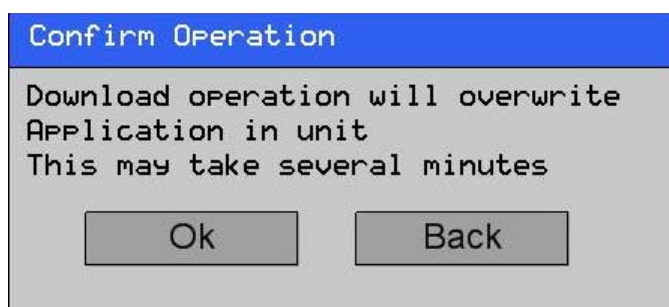 Confirm Operation
Download operation will overwrite
Application in unit
This may take several minutes
Ok
Back